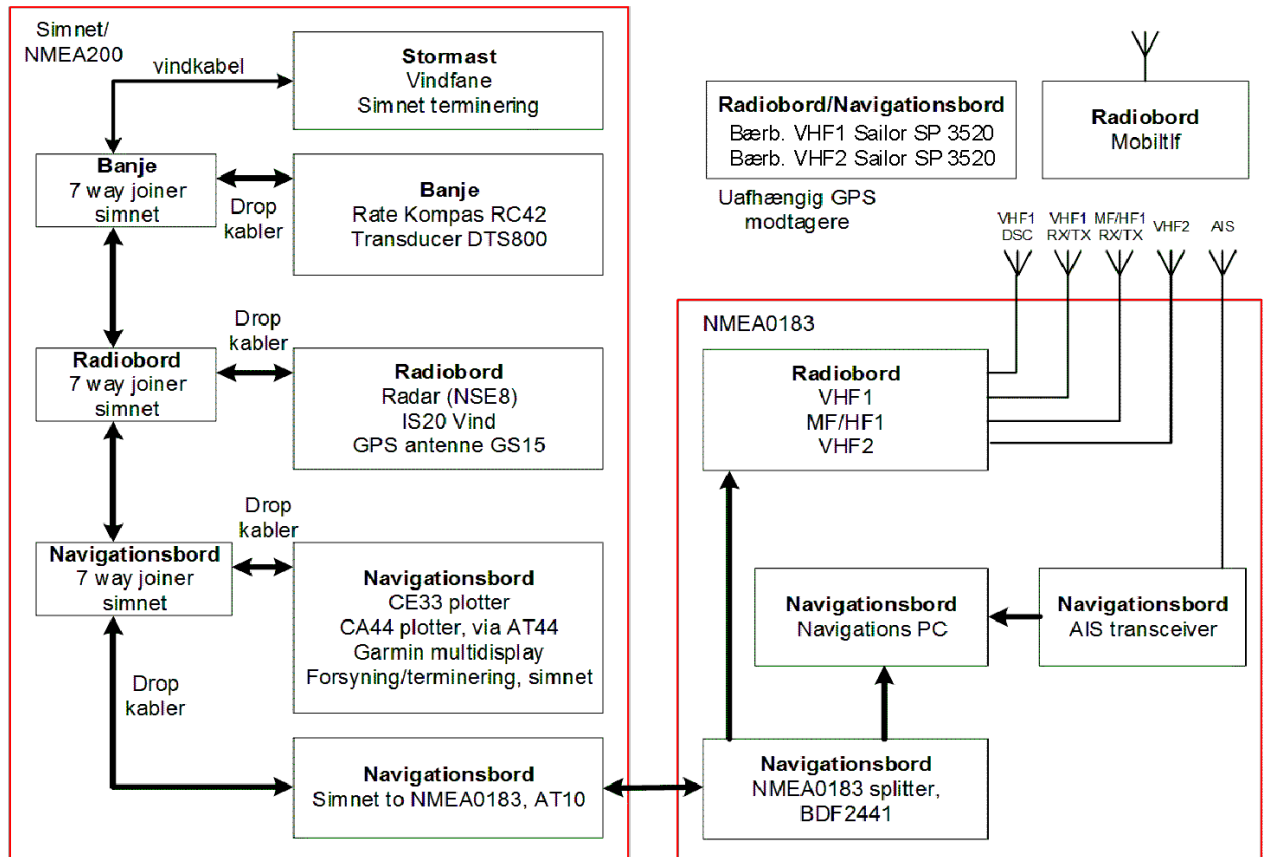 Simnet/
NMEA200
vindkabel
Stormast
Vindfane
Simnet terminering
Banje
7 way joiner
simnet
Drop
kabler
Banje
Rate Kompas RC42
Transducer DTS800
Drop
kabler
Radiobord
7 way joiner
simnet
Radiobord
Radar (NSE8)
IS20 Vind
GPS antenne GS15
Drop
kabler
Navigationsbord
7 way joiner
simnet
Navigationsbord
CE33 plotter
CA44 plotter, via AT44
Garmin multidisplay
Forsyning/terminering, simnet
Drop
kabler
Navigationsbord
Simnet to NMEA0183, AT10
Radiobord/Navigationsbord
Bærb. VHF1 Sailor SP 3520
Bærb. VHF2 Sailor SP 3520
Uafhængig GPS
modtagere
Radiobord
Mobiltlf
VHF1
DSC
VHF1
RX/TX
MF/HF1
RX/TX
VHF2
AIS
NMEA0183
Radiobord
VHF1
MF/HF1
VHF2
Navigationsbord
Navigations PC
Navigationsbord
AIS transceiver
Navigationsbord
NMEA0183 splitter,
BDF2441